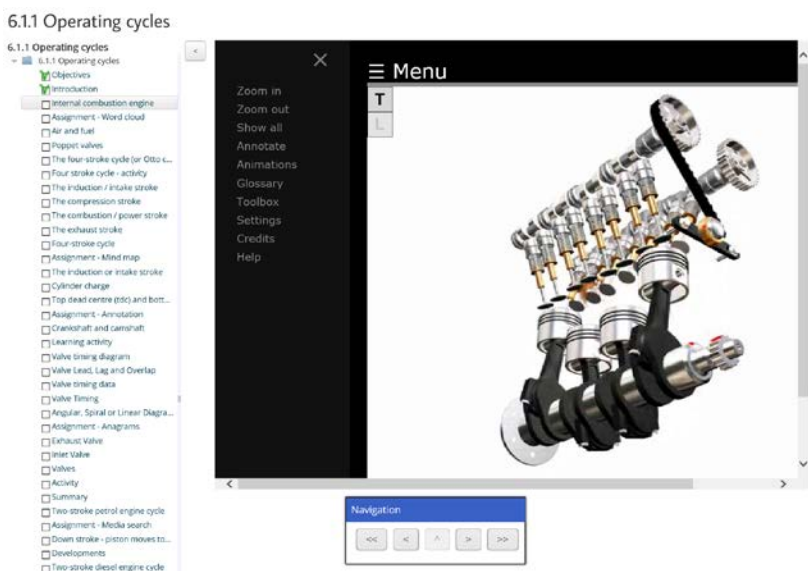 6.1.1 Operating cycles
6.1.1 Operating cycles
6.1.1 Operating cycles
Objectives
Introduction
Internal combustion engine
Assignment - Word cloud
Air and fuel
Poppet valves
The four-stroke cycle (or Otto c...
Four stroke cycle - activity
The induction / intake stroke
The compression stroke
The combustion / power stroke
The exhaust stroke
Four-stroke cycle
Assignment - Mind map
The induction or intake stroke
Cylinder charge
Top dead centre (tdc) and bott...
Assignment - Annotation
Crankshaft and camshaft
Learning activity
Valve timing diagram
Valve Lead, Lag and Overlap
Valve timing data
Valve Timing
Angular, Spiral or Linear Diagra...
Assignment - Anagrams
Exhaust Valve
Inlet Valve
Valves
Activity
Summary
Two-stroke petrol engine cycle
Assignment - Media search
Down stroke - piston moves to...
Developments
Two-stroke diesel engine cycle
<
×
Zoom in
Zoom out
Show all
Annotate
Animations
Glossary
Toolbox
Settings
Credits
Help
☰ Menu
T
L
Navigation
<< < ^ > >>